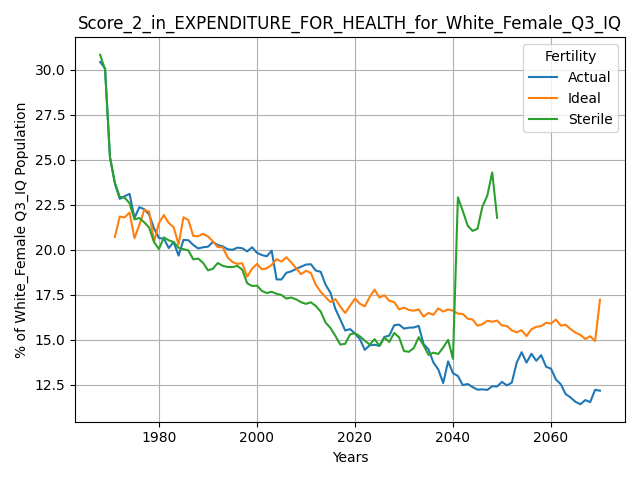 Score_2_in_EXPENDITURE_FOR_HEALTH_for_White_Female_Q3_IQ
Fertility
Actual
Ideal
Sterile
% of White_Female Q3_IQ Population
30.0
27.5
25.0
22.5
20.0
17.5
15.0
12.5
1980
2000
2020
2040
2060
Years